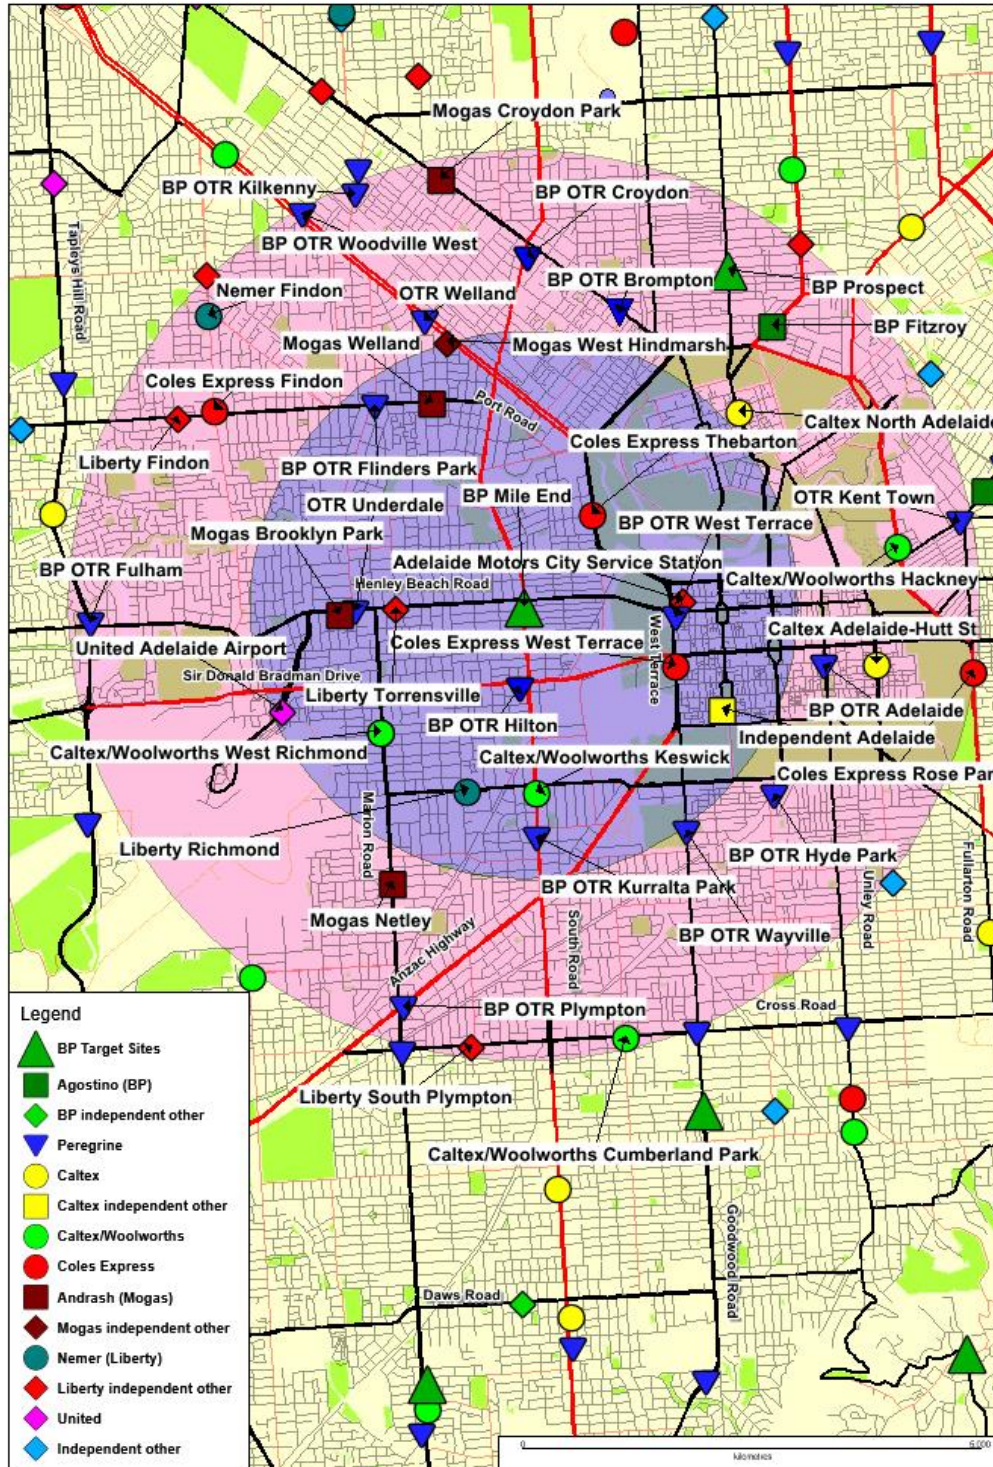 Mogas Croydon Park
BP OTR Kilkenny
BP OTR Croydon
Tapleys Hill Road
BP OTR Woodville West
BP OTR Brompton
BP Prospect
Nemer Findon
OTR Welland
BP Fitzroy
Mogas Welland
Mogas West Hindmarsh
Coles Express Findon
Port Road
Caltex North Adelaide
Coles Express Thebarton
Liberty Findon
BP OTR Flinders Park
OTR Underdale
BP Mile End
OTR Kent Town
Mogas Brooklyn Park
BP OTR West Terrace
Adelaide Motors City Service Station
BP OTR Fulham
Henley Beach Road
Caltex/Woolworths Hackney
West Terrace
Caltex Adelaide-Hutt St
United Adelaide Airport
Coles Express West Terrace
Sir Donald Bradman Drive
Liberty Torrensville
BP OTR Adelaide
BP OTR Hilton
Independent Adelaide
Caltex/Woolworths West Richmond
Caltex/Woolworths Keswick
Coles Express Rose Par
Marion Road
Liberty Richmond
BP OTR Hyde Park
Unley Road
Fullarton Road
BP OTR Kurralta Park
Mogas Netley
Anzac Highway
South Road
BP OTR Wayville
BP OTR Plympton
Cross Road
Liberty South Plympton
Caltex/Woolworths Cumberland Park
Goodwood Road
Daws Road
Legend
BP Target Sites
Agostino (BP)
BP independent other
Peregrine
Caltex
Caltex independent other
Caltex/Woolworths
Coles Express
Andrash (Mogas)
Mogas independent other
Nemer (Liberty)
Liberty independent other
United
Independent other
0
kilometres